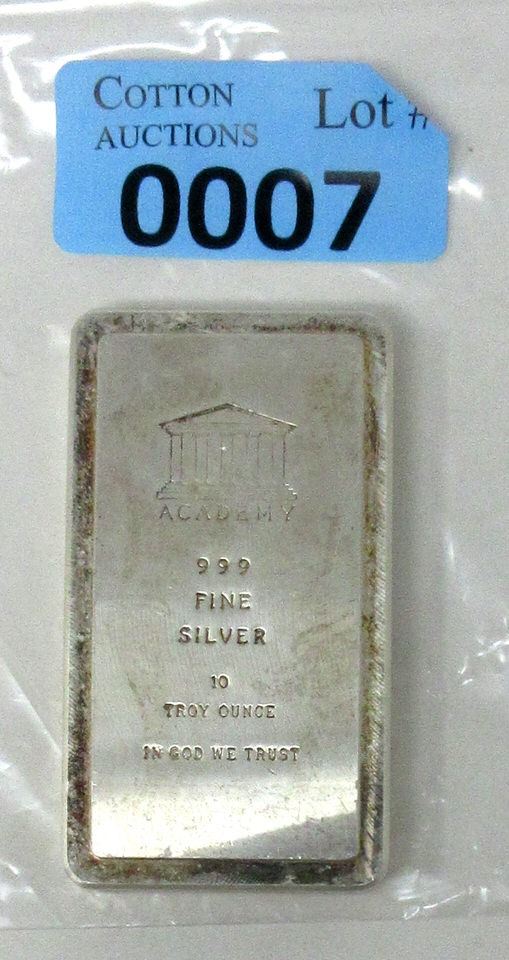 COTTON
AUCTIONS
Lot #
0007
ACADEMY
999
FINE
SILVER
10
TROY OUNCE
IN GOD WE TRUST